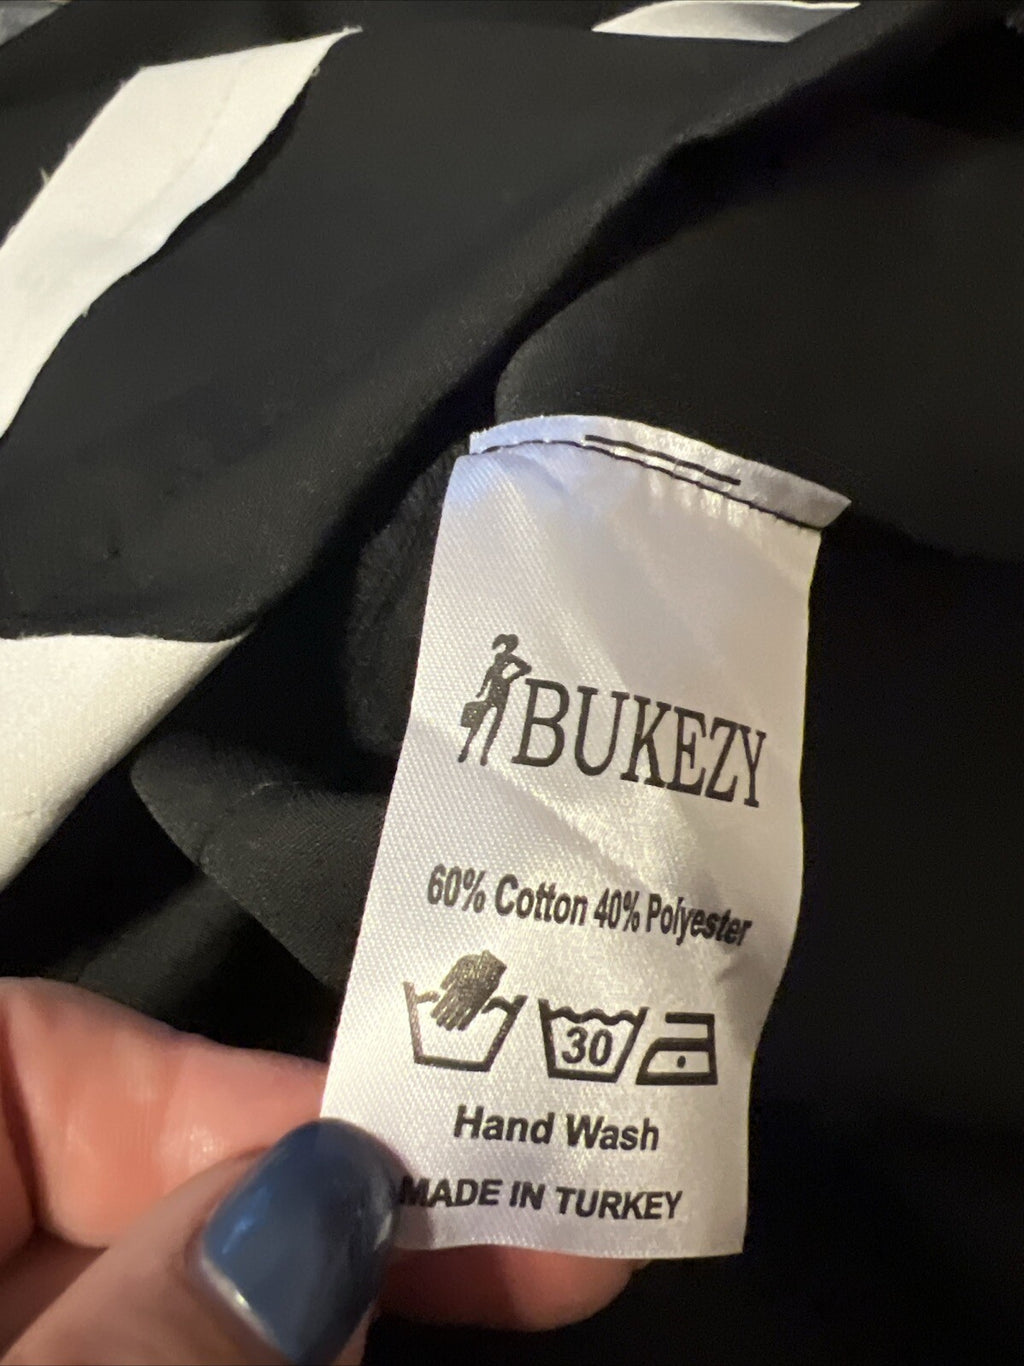 BUKEZY
60% Cotton 40% Polyester
30
Hand Wash
MADE IN TURKEY